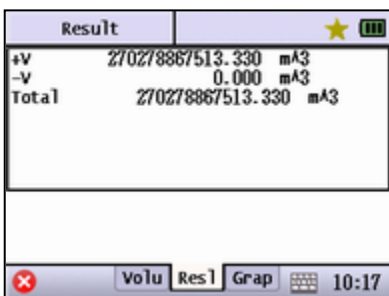 Result
+V 270278867513.330 m^3
-V 0.000 m^3
Total 270278867513.330 m^3
Volu Resl Grap 10:17